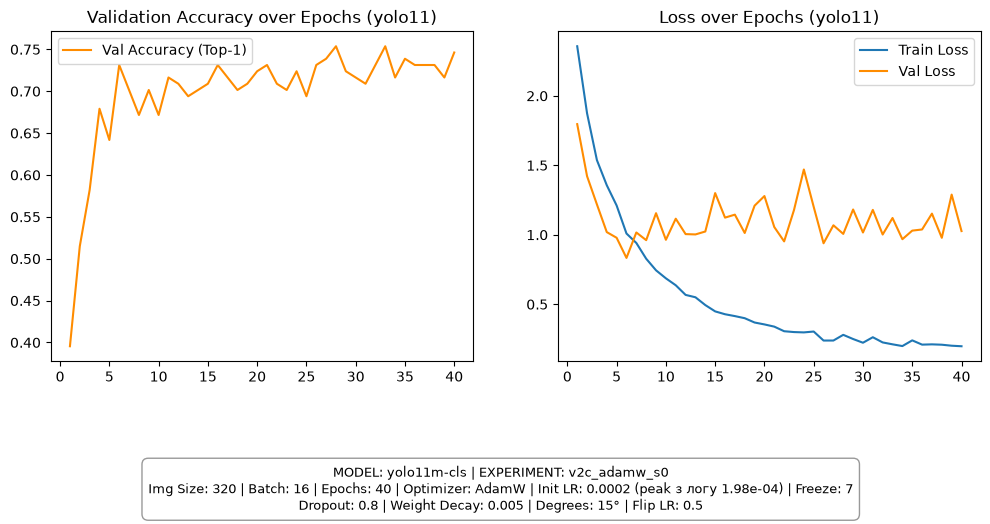 Validation Accuracy over Epochs (yolo11)
Val Accuracy (Top-1)
0.75
0.70
0.65
0.60
0.55
0.50
0.45
0.40
0 5 10 15 20 25 30 35 40
Loss over Epochs (yolo11)
Train Loss
Val Loss
2.0
1.5
1.0
0.5
0 5 10 15 20 25 30 35 40
MODEL: yolo11m-cls | EXPERIMENT: v2c_adamw_s0
Img Size: 320 | Batch: 16 | Epochs: 40 | Optimizer: AdamW | Init LR: 0.0002 (peak з логу 1.98e-04) | Freeze: 7
Dropout: 0.8 | Weight Decay: 0.005 | Degrees: 15° | Flip LR: 0.5